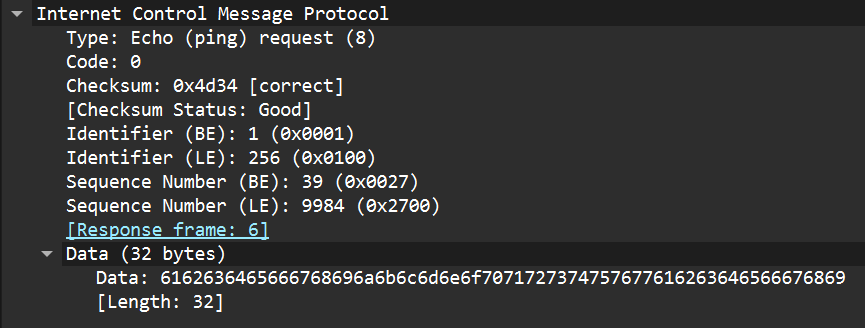 Internet Control Message Protocol
Type: Echo (ping) request (8)
Code: 0
Checksum: 0x4d34 [correct]
[Checksum Status: Good]
Identifier (BE): 1 (0x0001)
Identifier (LE): 256 (0x0100)
Sequence Number (BE): 39 (0x0027)
Sequence Number (LE): 9984 (0x2700)
[Response frame: 6]
Data (32 bytes)
Data: 6162636465666768696a6b6c6d6e6f7071727374757677616263646566676869
[Length: 32]